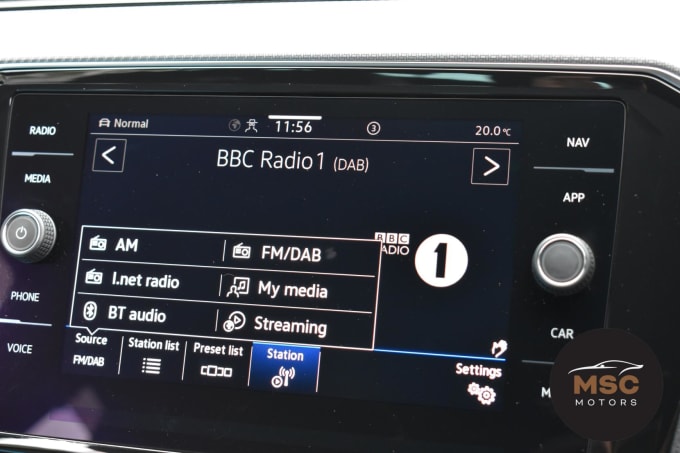 RADIO
MEDIA
PHONE
VOICE
Normal
11:56
3
20.0 °C
BBC Radio 1 (DAB)
AM
FM/DAB
I.net radio
My media
BT audio
Streaming
BBC
RADIO
1
Source
FM/DAB
Station list
Preset list
Station
Settings
NAV
APP
CAR
MSC
MOTORS